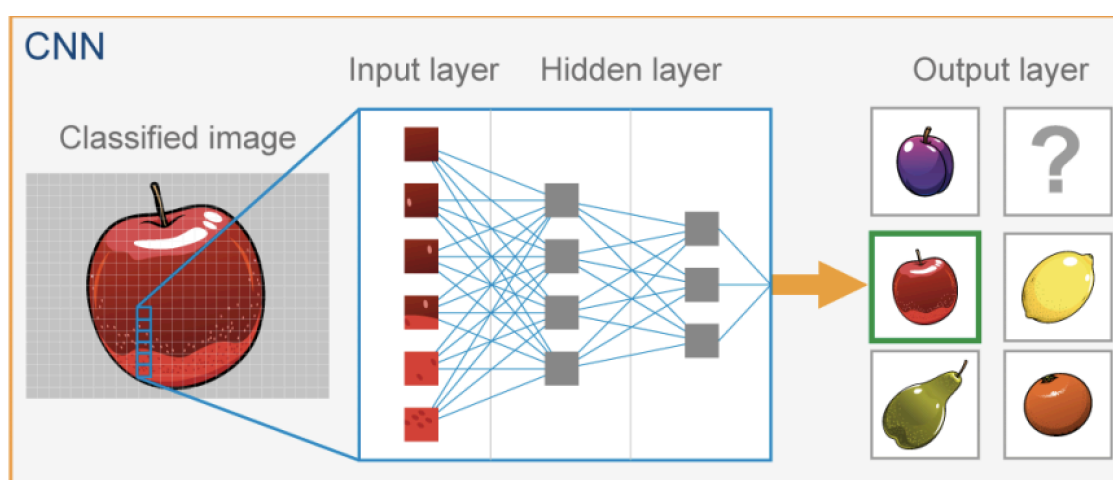 CNN
Input layer
Hidden layer
Output layer
Classified image
?